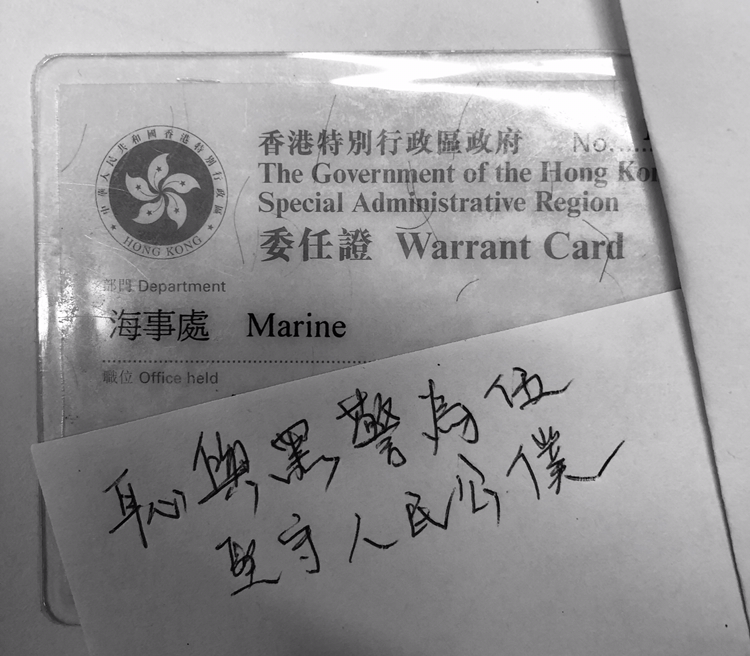 中華人民共和國香港特別行政區
HONG KONG
香港特別行政區政府 No......
The Government of the Hong
Special Administrative Region
委任證 Warrant Card
部門 Department
海事處 Marine
職位 Office held
恥與黑警為伍
堅守人民公僕